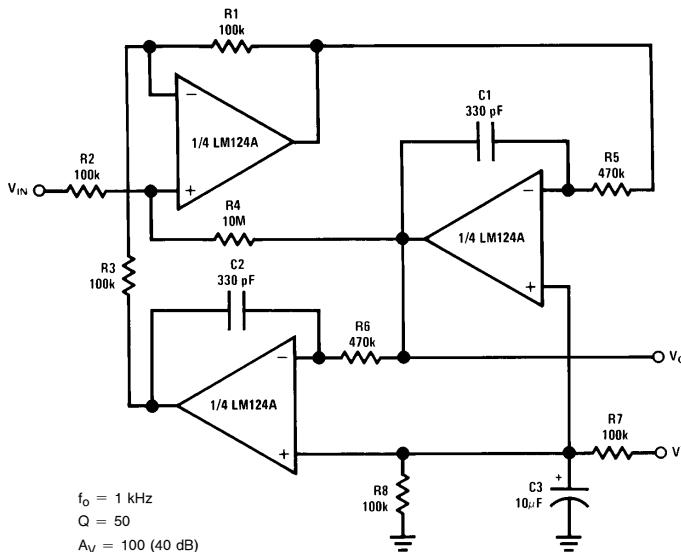 R1
100k
C1
330 pF
1/4 LM124A
R2
100k
R5
470k
VIN
R4
10M
1/4 LM124A
R3
100k
C2
330 pF
R6
470k
1/4 LM124A
R7
100k
R8
100k
C3
10µF
fo = 1 kHz
Q = 50
AV = 100 (40 dB)
−
+
−
+
−
+
+
V
V